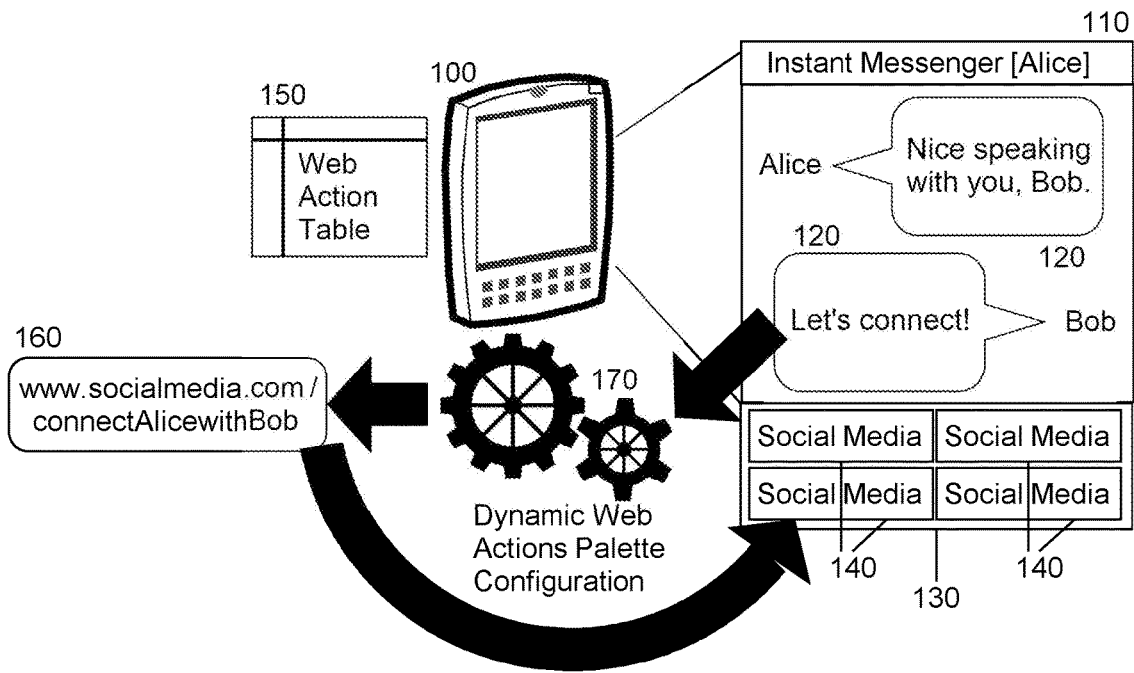 110
Instant Messenger [Alice]
100
150
Web
Action
Table
Alice
Nice speaking
with you, Bob.
120
120
Let's connect!
Bob
160
www.socialmedia.com/
connectAlicewithBob
170
Social Media
Social Media
Social Media
Social Media
Dynamic Web
Actions Palette
Configuration
140
140
130